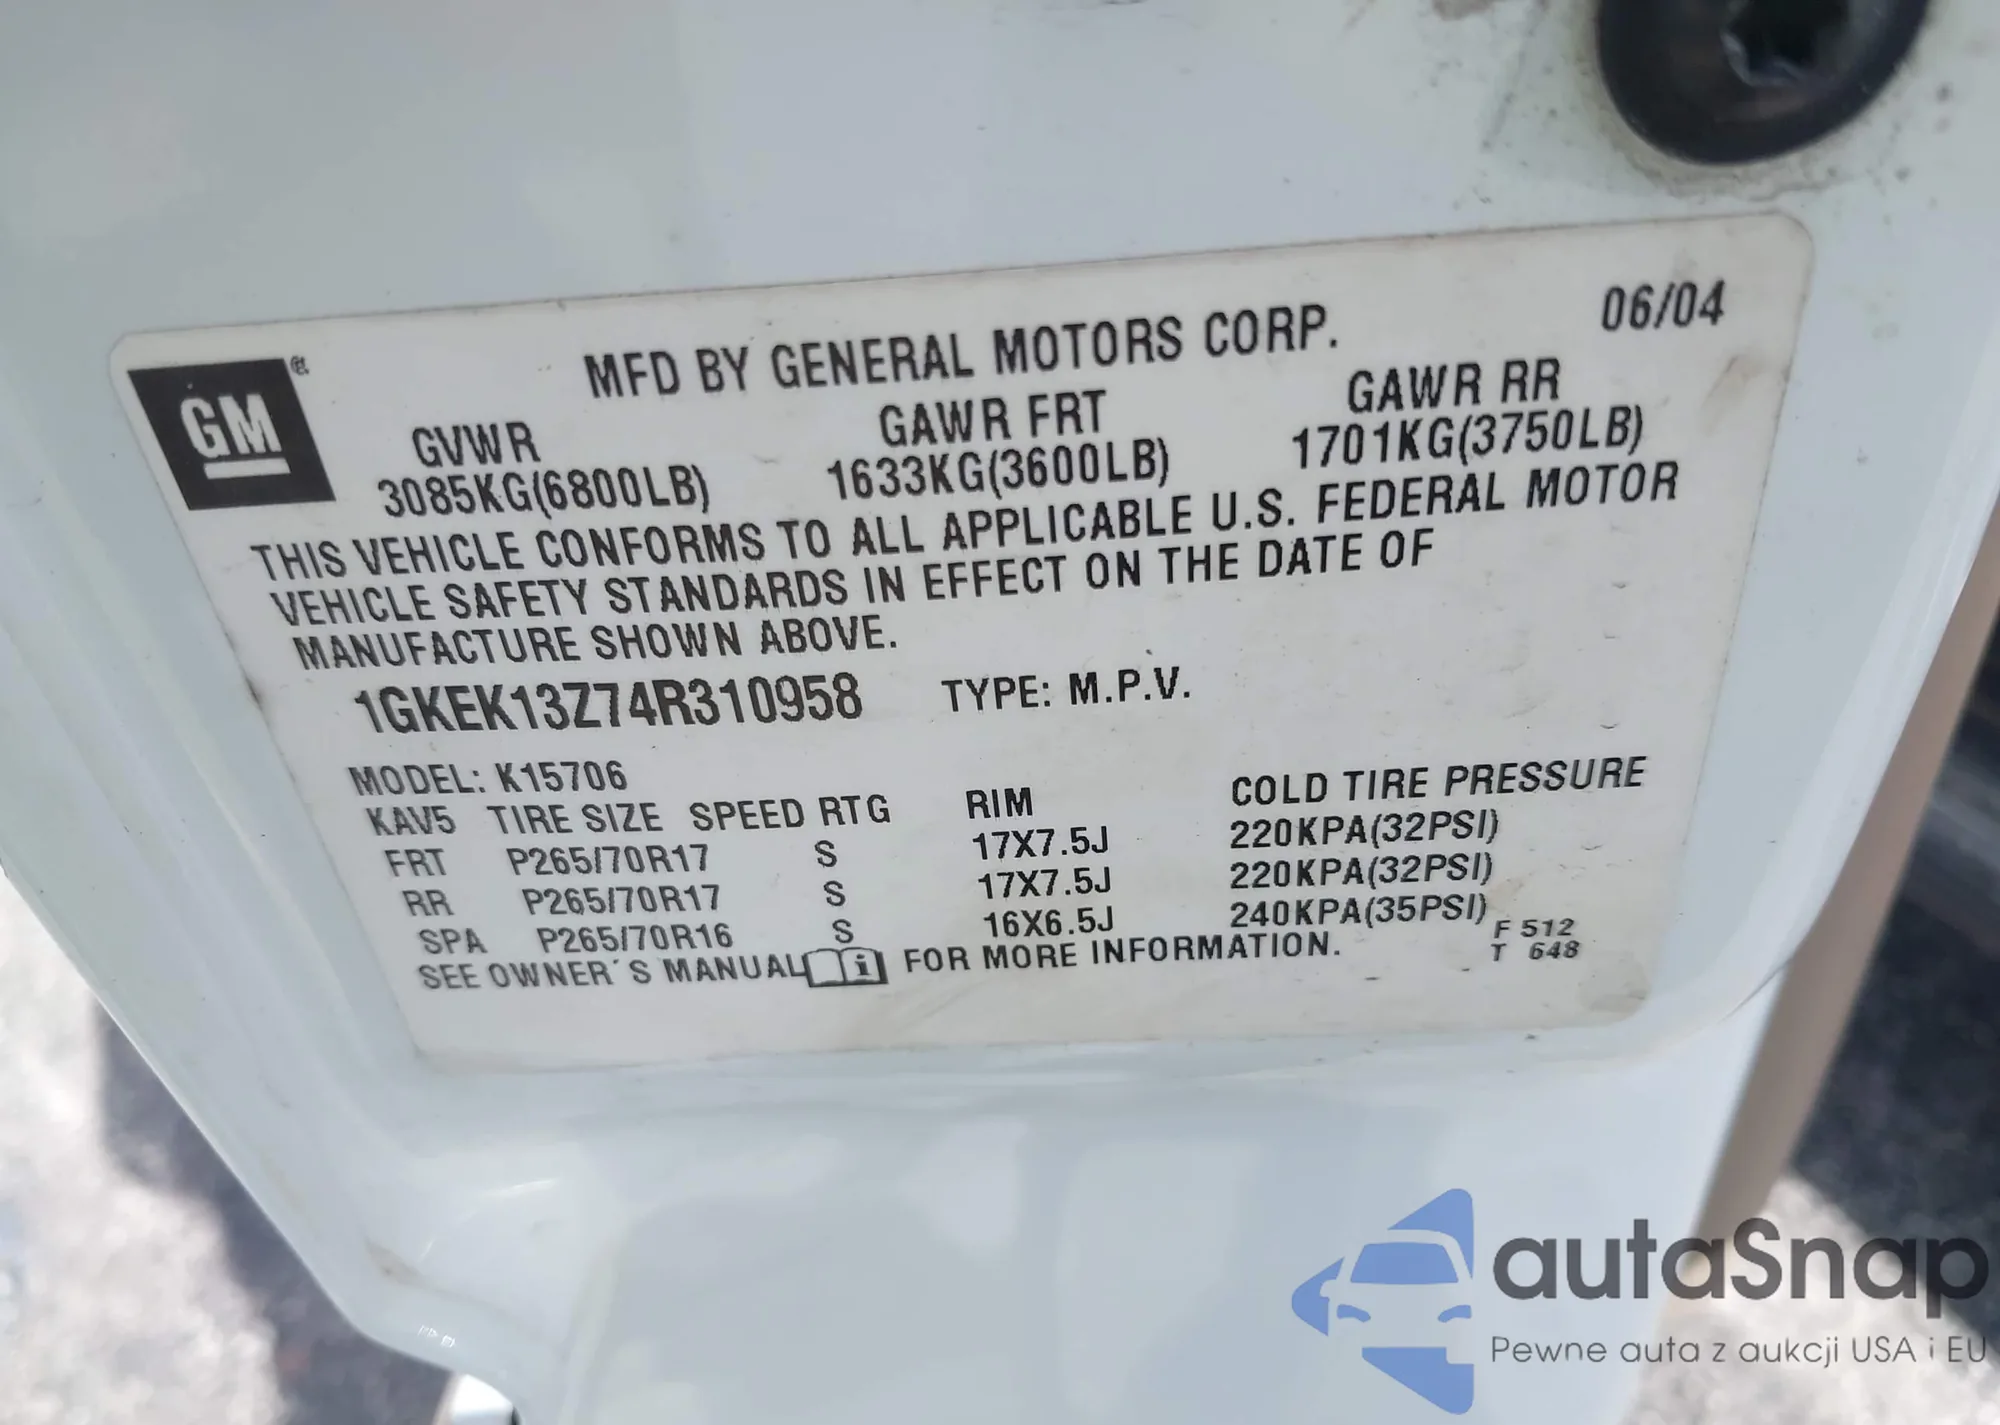 06/04
GM
MFD BY GENERAL MOTORS CORP.
GVWR GAWR FRT GAWR RR
3085KG(6800LB) 1633KG(3600LB) 1701KG(3750LB)
THIS VEHICLE CONFORMS TO ALL APPLICABLE U.S. FEDERAL MOTOR
VEHICLE SAFETY STANDARDS IN EFFECT ON THE DATE OF
MANUFACTURE SHOWN ABOVE.
1GKEK13Z74R310958 TYPE: M.P.V.
MODEL: K15706
KAV5 TIRE SIZE SPEED RTG RIM COLD TIRE PRESSURE
FRT P265/70R17 S 17X7.5J 220KPA(32PSI)
RR P265/70R17 S 17X7.5J 220KPA(32PSI)
SPA P265/70R16 S 16X6.5J 240KPA(35PSI)
SEE OWNER´S MANUAL i FOR MORE INFORMATION.
F 512
T 648
autaSnap
Pewne auta z aukcji USA i EU